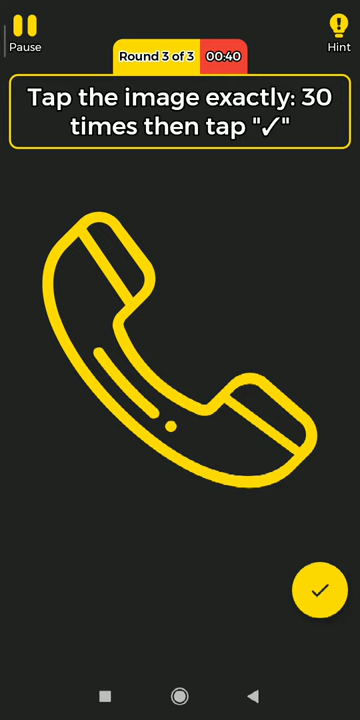 Pause
Hint
Round 3 of 3 00:40
Tap the image exactly: 30
times then tap "✓"